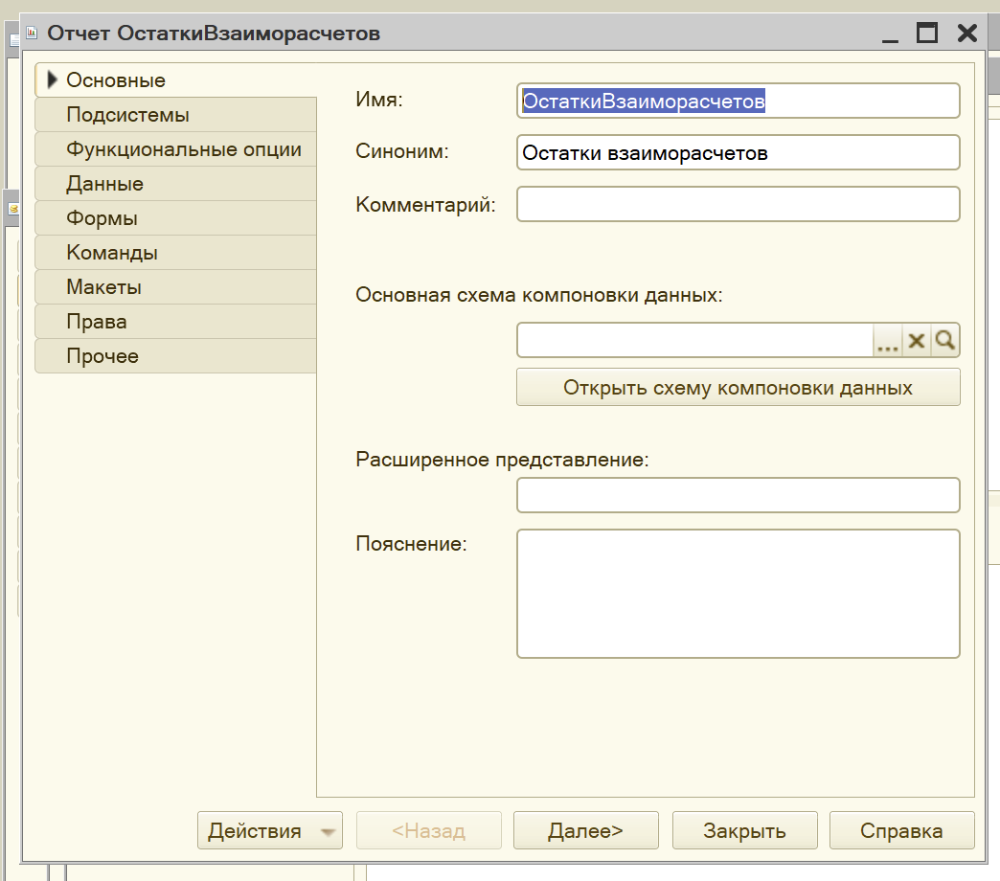 Отчет ОстаткиВзаиморасчетов
Основные
Подсистемы
Функциональные опции
Данные
Формы
Команды
Макеты
Права
Прочее
Имя: ОстаткиВзаиморасчетов
Синоним: Остатки взаиморасчетов
Комментарий:
Основная схема компоновки данных:
...
Открыть схему компоновки данных
Расширенное представление:
Пояснение:
Действия <Назад Далее> Закрыть Справка